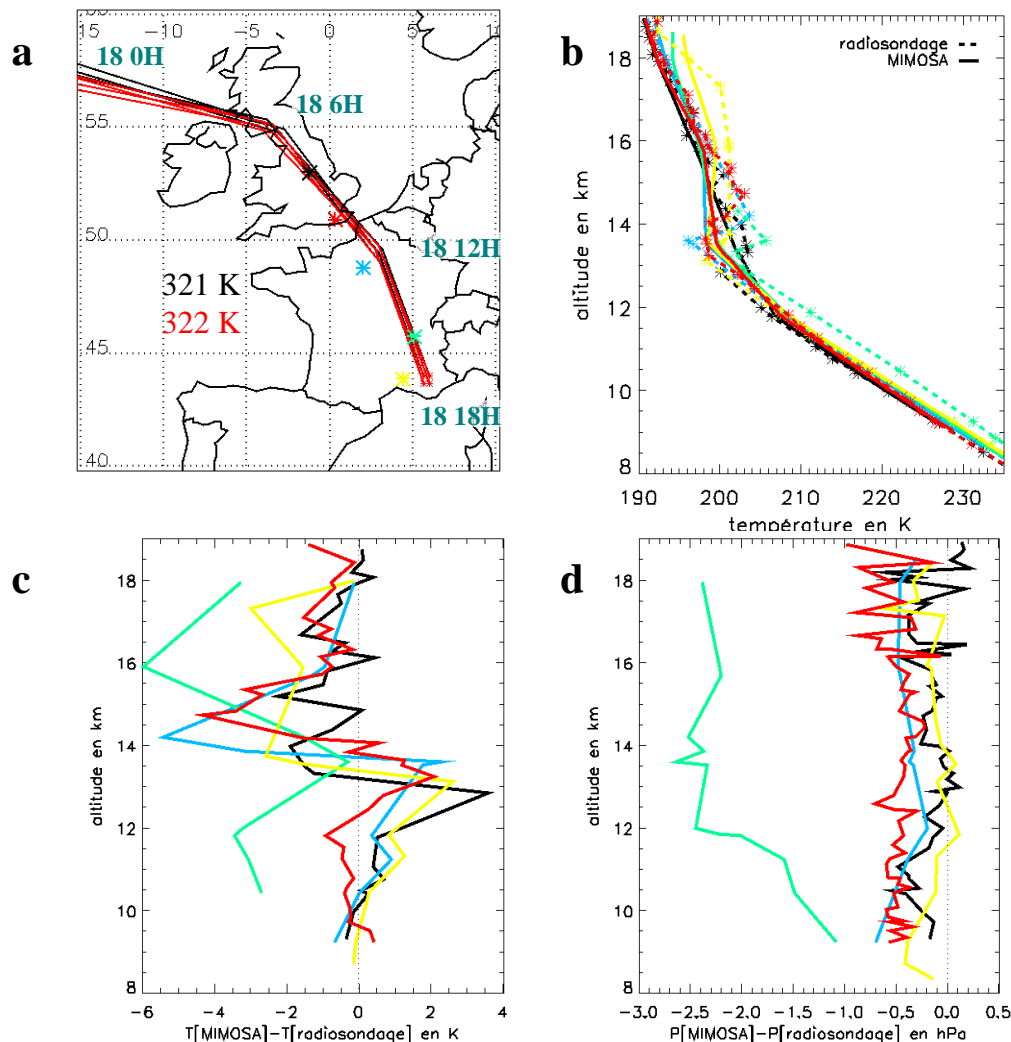 a
15 -10 -5 0 5 10
18 0H
18 6H
55
50
18 12H
321 K
322 K
45
18 18H
40
b
radiosondage
MIMOSA
18
16
14
12
10
8
altitude en km
190 200 210 220 230
température en K
c
18
16
14
12
10
8
altitude en km
-6 -4 -2 0 2 4
T[MIMOSA]-T[radiosondage] en K
d
18
16
14
12
10
8
altitude en km
-3.0 -2.5 -2.0 -1.5 -1.0 -0.5 0.0 0.5
P[MIMOSA]-P[radiosondage] en hPa